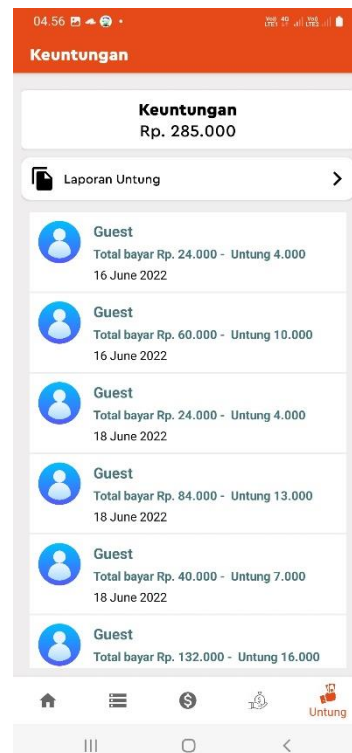 04.56
Keuntungan
Keuntungan
Rp. 285.000
Laporan Untung
Guest
Total bayar Rp. 24.000 - Untung 4.000
16 June 2022
Guest
Total bayar Rp. 60.000 - Untung 10.000
16 June 2022
Guest
Total bayar Rp. 24.000 - Untung 4.000
18 June 2022
Guest
Total bayar Rp. 84.000 - Untung 13.000
18 June 2022
Guest
Total bayar Rp. 40.000 - Untung 7.000
18 June 2022
Guest
Total bayar Rp. 132.000 - Untung 16.000
Untung